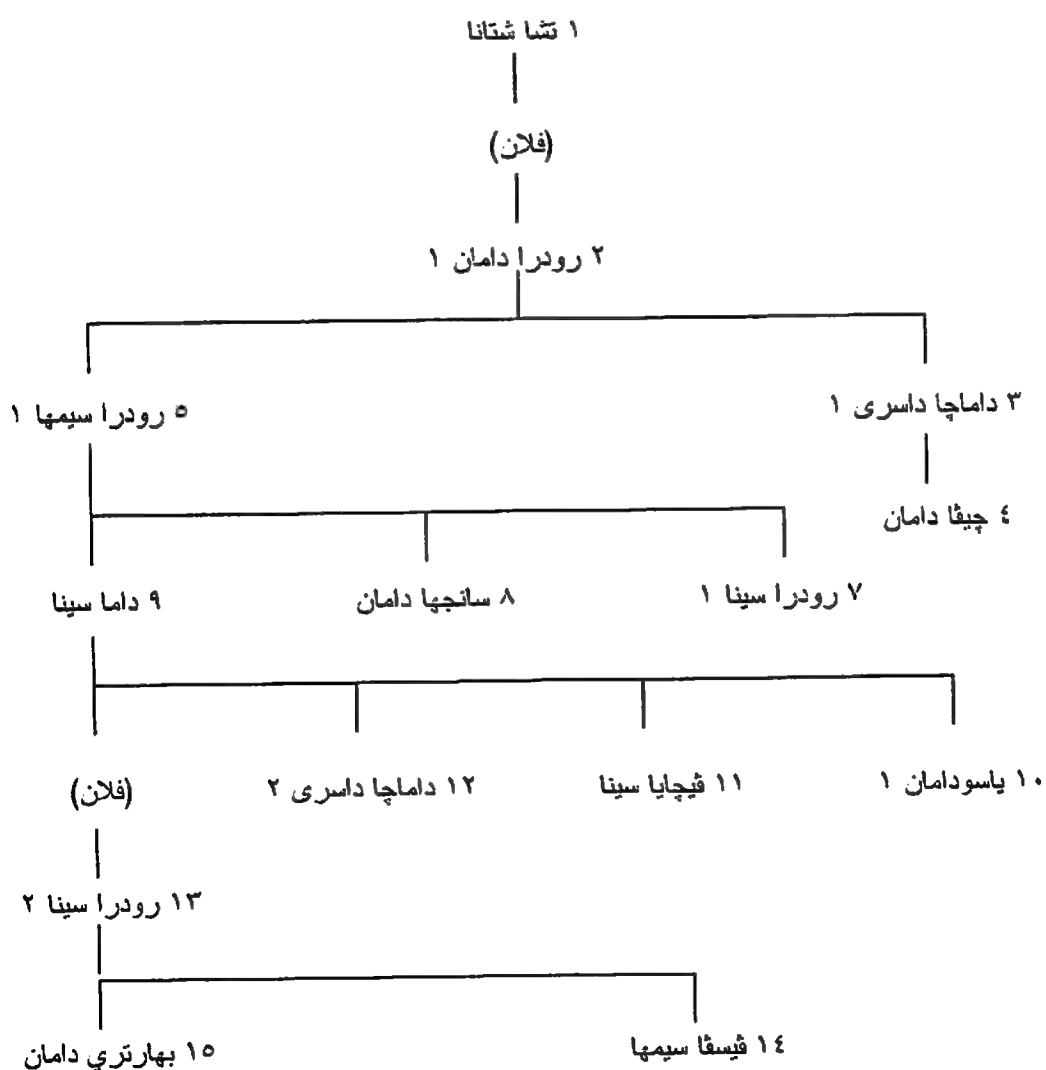 ١ تشا شتانا
(فلان)
٢ رودرا دامان ١
٣ داماچا داسرى ١
٥ رودرا سيمها ١
٤ چيڤا دامان
٧ رودرا سينا ١
٨ سانجها دامان
٩ داما سينا
١٠ ياسودامان ١
١١ ڤيچايا سينا
١٢ داماچا داسرى ٢
(فلان)
١٣ رودرا سينا ٢
١٤ ڤيسڤا سيمها
١٥ بهارتري دامان